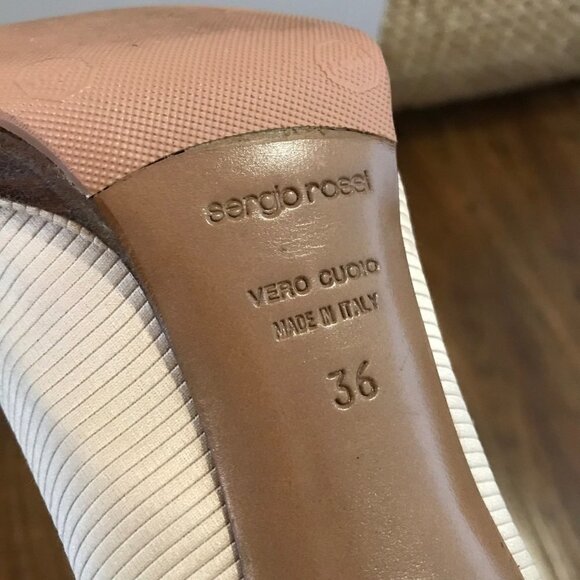 sergio rossi
VERO CUOIO
MADE IN ITALY
36